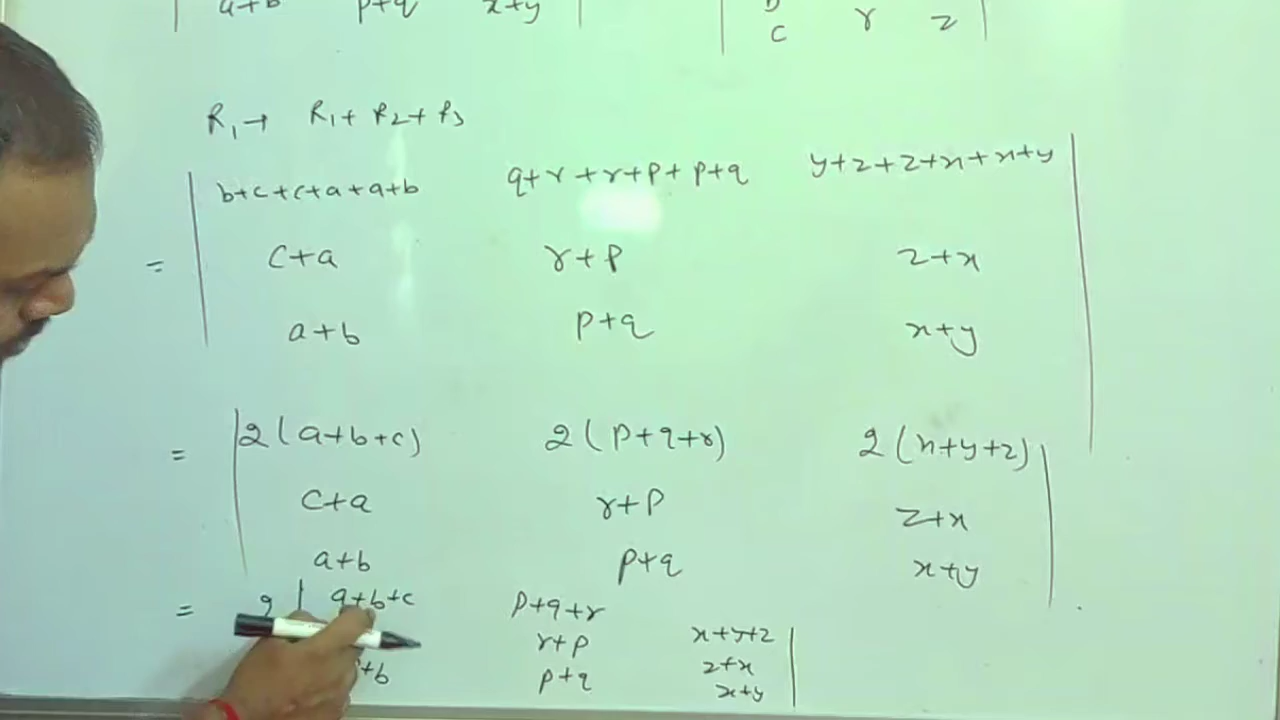 a+b p+q x+y | b
c r z
R₁→ R₁+R₂+R₃
| b+c+c+a+a+b q+r+r+p+p+q y+z+z+x+x+y |
= c+a r+p z+x
a+b p+q x+y
| 2(a+b+c) 2(p+q+r) 2(x+y+z) |
= c+a r+p z+x
a+b p+q x+y
= 2 | a+b+c p+q+r x+y+z |
r+p z+x
+b p+q x+y